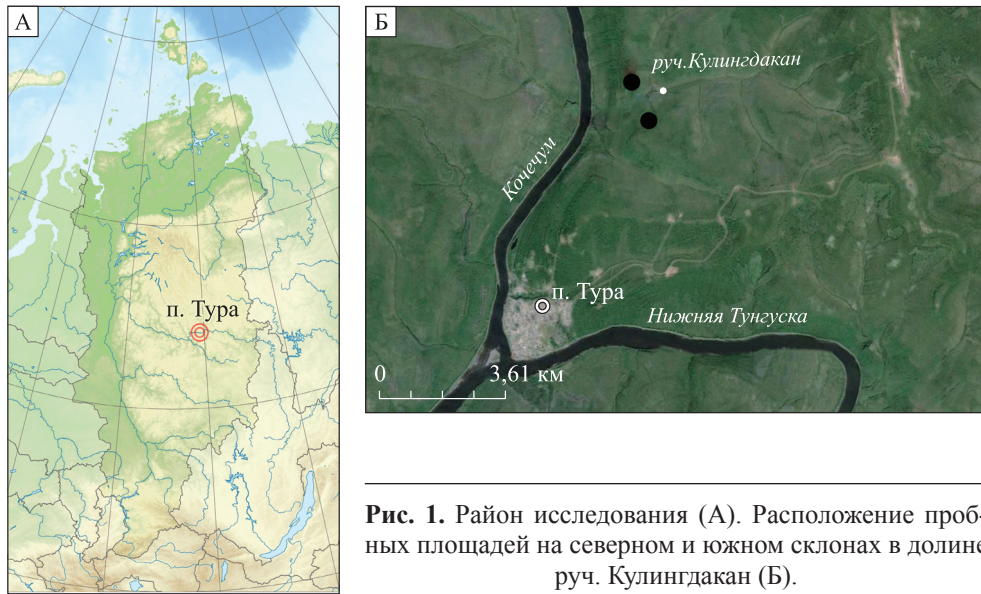 А
п. Тура
Б
руч.Кулингдакан
Кочечум
п. Тура
Нижняя Тунгуска
0 3,61 км
Рис. 1. Район исследования (А). Расположение проб-
ных площадей на северном и южном склонах в долине
руч. Кулингдакан (Б).